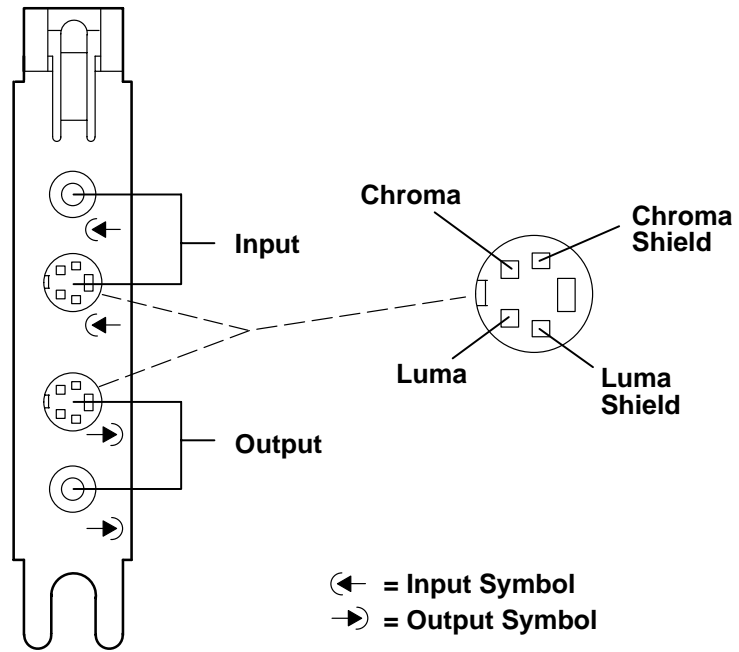 Chroma
Chroma
Shield
Input
Luma
Luma
Shield
Output
= Input Symbol
= Output Symbol